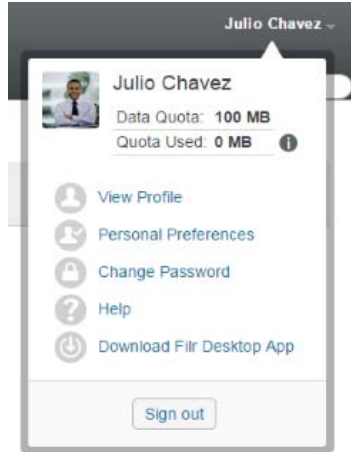 Julio Chavez
Julio Chavez
Data Quota: 100 MB
Quota Used: 0 MB
View Profile
Personal Preferences
Change Password
Help
Download Filr Desktop App
Sign out